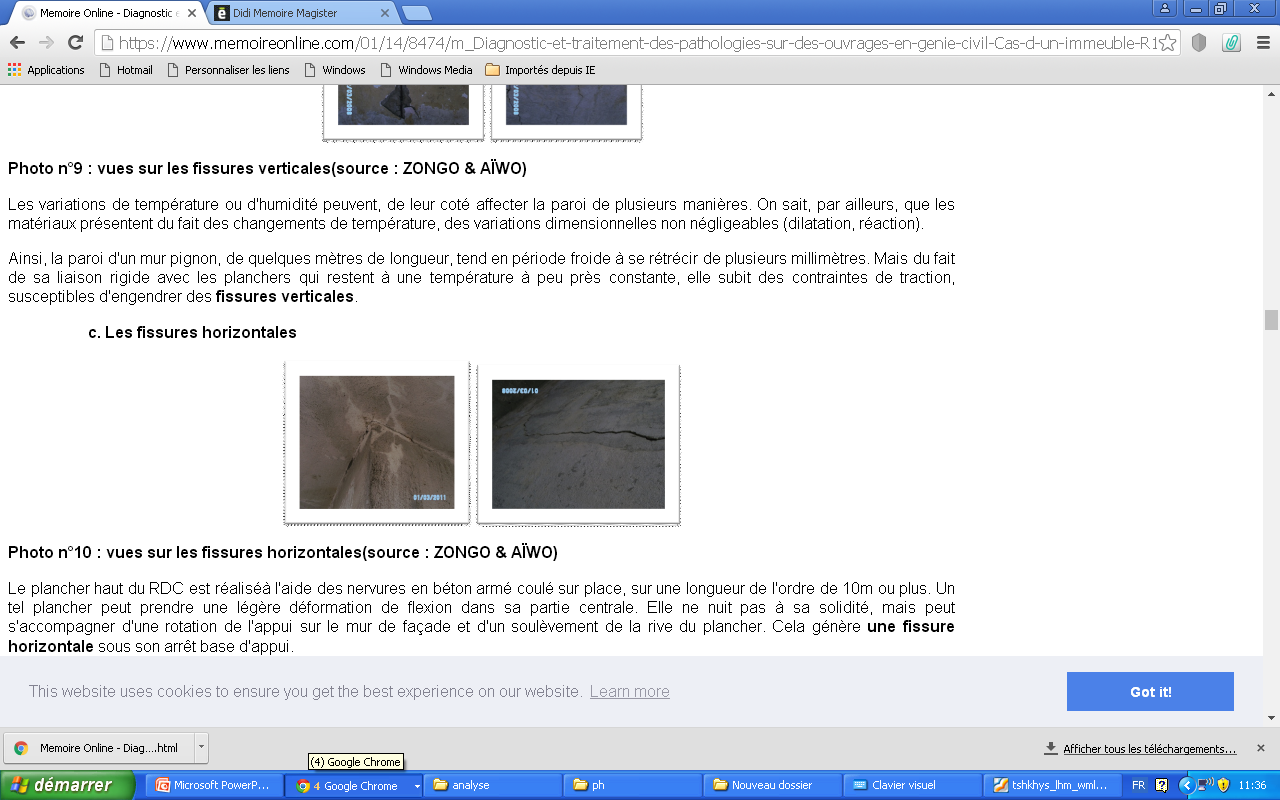 Memoire Online - Diagnostic e
Didi Memoire Magister
https://www.memoireonline.com/01/14/8474/m_Diagnostic-et-traitement-des-pathologies-sur-des-ouvrages-en-genie-civil-Cas-d-un-immeuble-R1
Applications
Hotmail
Personnaliser les liens
Windows
Windows Media
Importés depuis IE
Photo n°9 : vues sur les fissures verticales(source : ZONGO & AÏWO)
Les variations de température ou d'humidité peuvent, de leur coté affecter la paroi de plusieurs manières. On sait, par ailleurs, que les
matériaux présentent du fait des changements de température, des variations dimensionnelles non négligeables (dilatation, réaction).
Ainsi, la paroi d'un mur pignon, de quelques mètres de longueur, tend en période froide à se rétrécir de plusieurs millimètres. Mais du fait
de sa liaison rigide avec les planchers qui restent à une température à peu près constante, elle subit des contraintes de traction,
susceptibles d'engendrer des fissures verticales.
c. Les fissures horizontales
01/03/2011
Photo n°10 : vues sur les fissures horizontales(source : ZONGO & AÏWO)
Le plancher haut du RDC est réaliséà l'aide des nervures en béton armé coulé sur place, sur une longueur de l'ordre de 10m ou plus. Un
tel plancher peut prendre une légère déformation de flexion dans sa partie centrale. Elle ne nuit pas à sa solidité, mais peut
s'accompagner d'une rotation de l'appui sur le mur de façade et d'un soulèvement de la rive du plancher. Cela génère une fissure
horizontale sous son arrêt base d'appui.
This website uses cookies to ensure you get the best experience on our website. Learn more
Got it!
Memoire Online - Diag....html
Afficher tous les téléchargements...
(4) Google Chrome
démarrer
Microsoft PowerP...
4 Google Chrome
analyse
ph
Nouveau dossier
Clavier visuel
tshkhys_lhm_wml...
FR
11:36